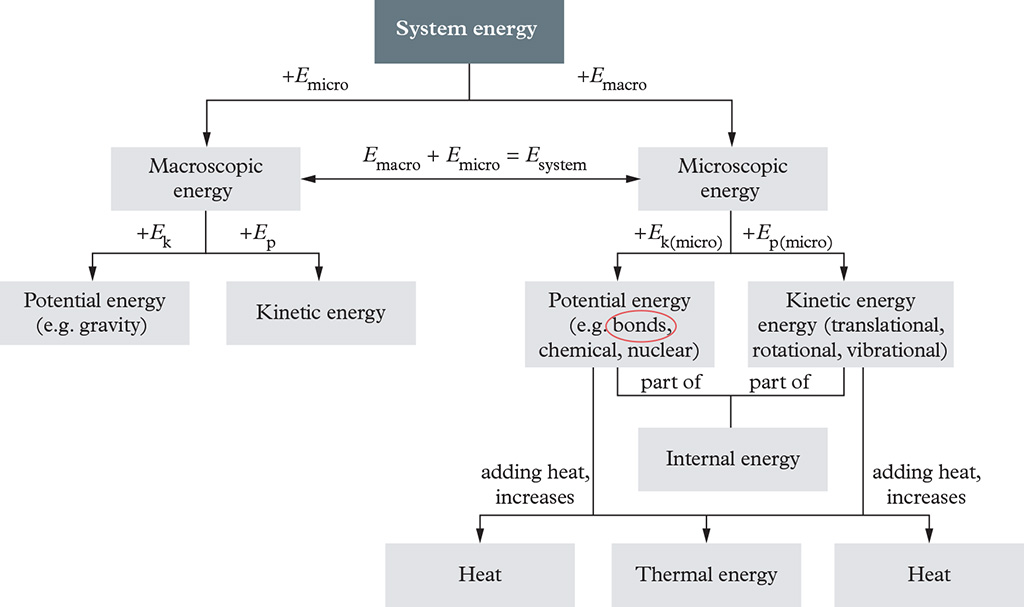 System energy
+Emicro
+Emacro
Macroscopic
energy
Emacro + Emicro = Esystem
Microscopic
energy
+Ek
+Ep
+Ek(micro)
+Ep(micro)
Potential energy
(e.g. gravity)
Kinetic energy
Potential energy
(e.g. bonds,
chemical, nuclear)
Kinetic energy
energy (translational,
rotational, vibrational)
part of
part of
Internal energy
adding heat,
increases
adding heat,
increases
Heat
Thermal energy
Heat